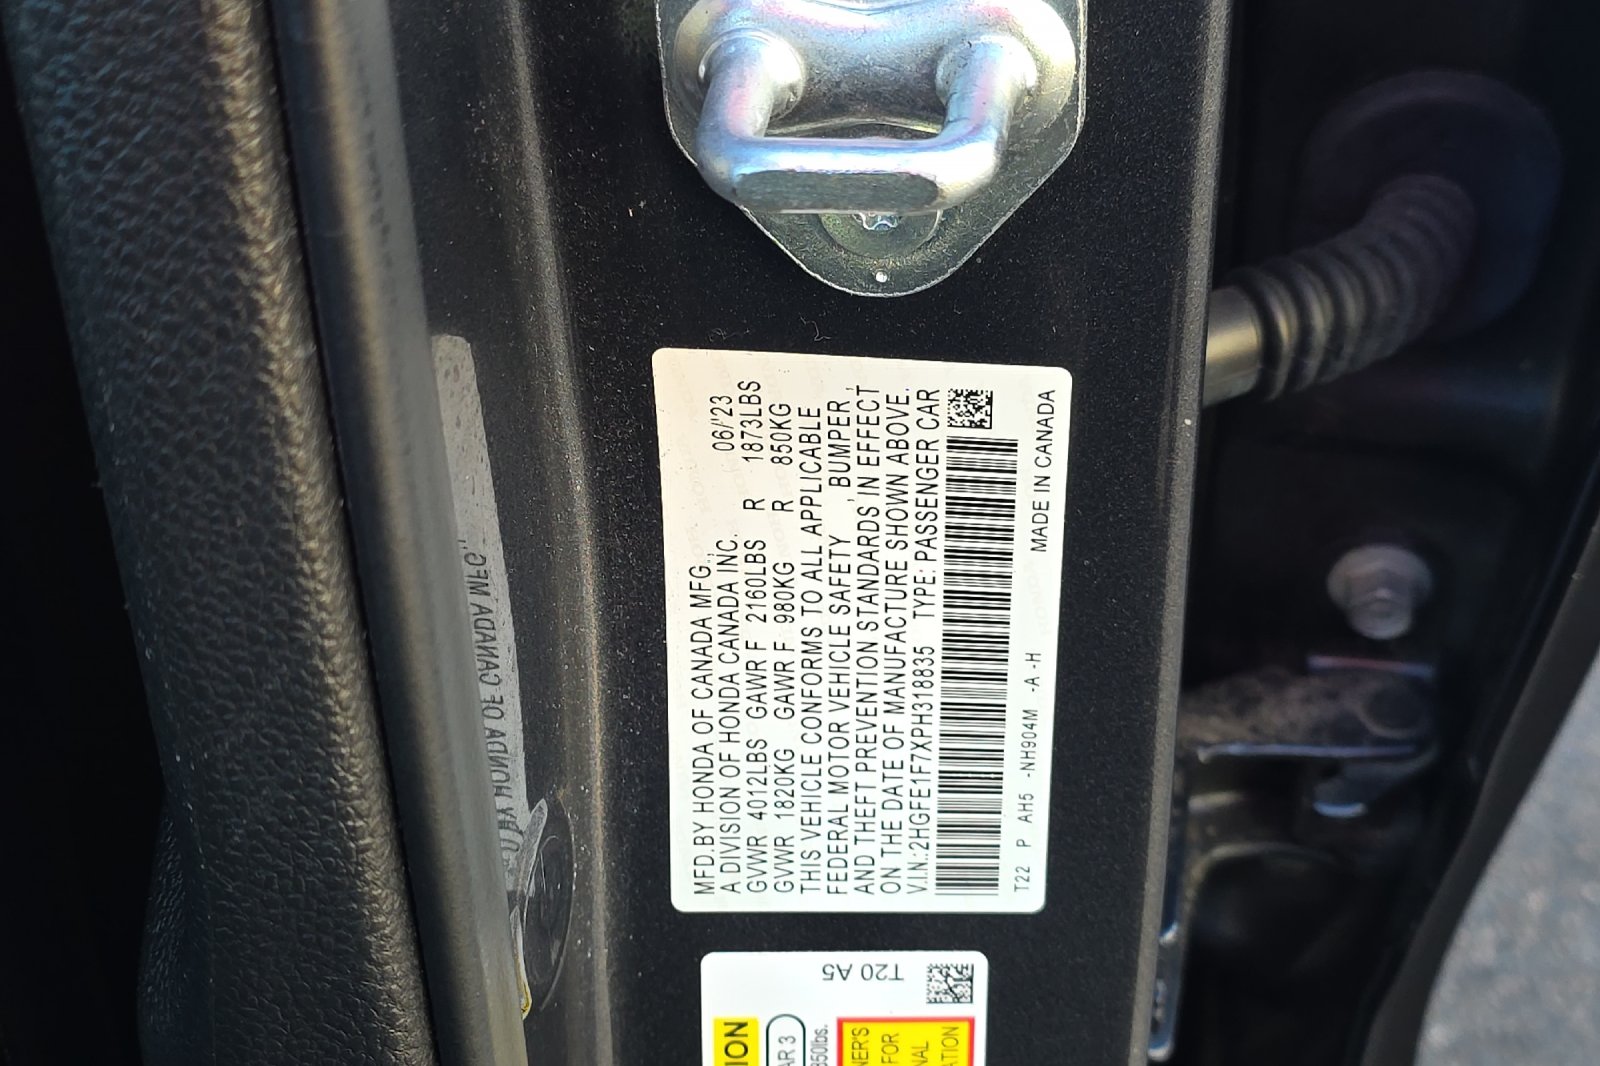 MFD.BY HONDA OF CANADA MFG., 06/'23
A DIVISION OF HONDA CANADA INC.
GVWR 4012LBS GAWR F 2160LBS R 1873LBS
GVWR 1820KG GAWR F 980KG R 850KG
THIS VEHICLE CONFORMS TO ALL APPLICABLE
FEDERAL MOTOR VEHICLE SAFETY , BUMPER,
AND THEFT PREVENTION STANDARDS IN EFFECT
ON THE DATE OF MANUFACTURE SHOWN ABOVE.
V.I.N.:2HGFE1F7XPH318835 TYPE: PASSENGER CAR
T22 P AH5 -NH904M -A -H MADE IN CANADA
T20 A5
850lbs.